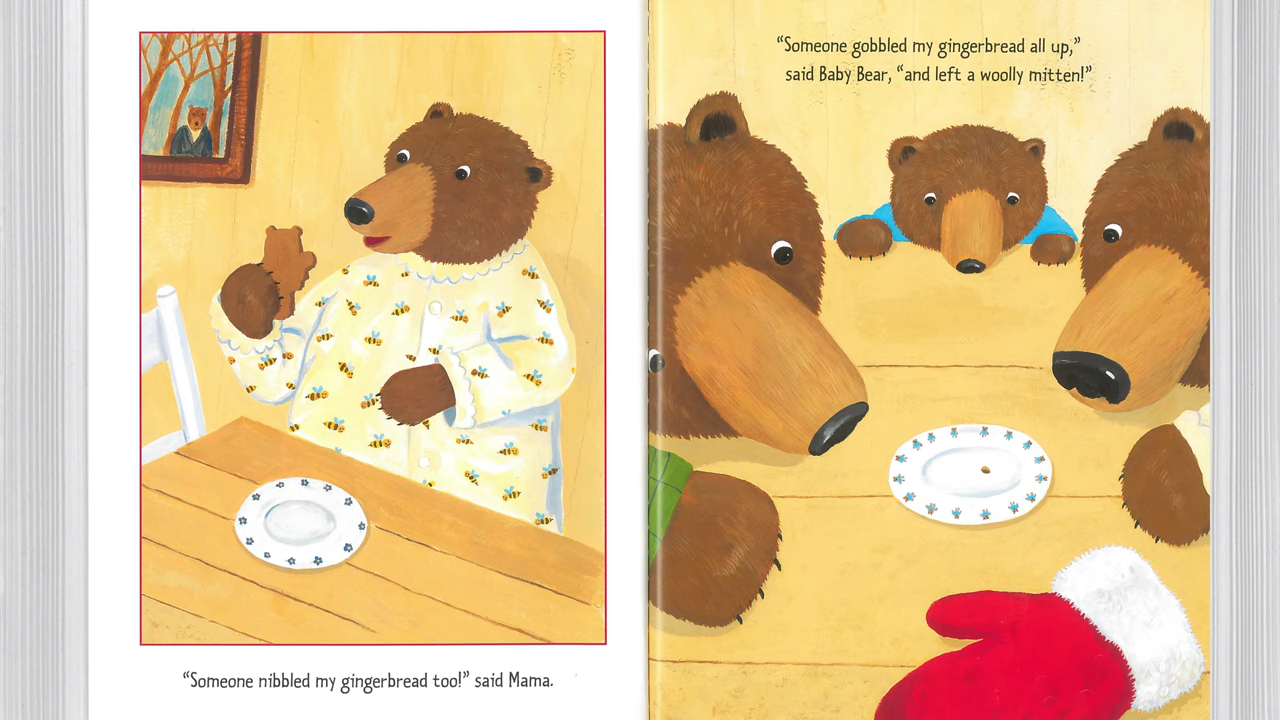 “Someone nibbled my gingerbread too!” said Mama.
“Someone gobbled my gingerbread all up,”
said Baby Bear, “and left a woolly mitten!”